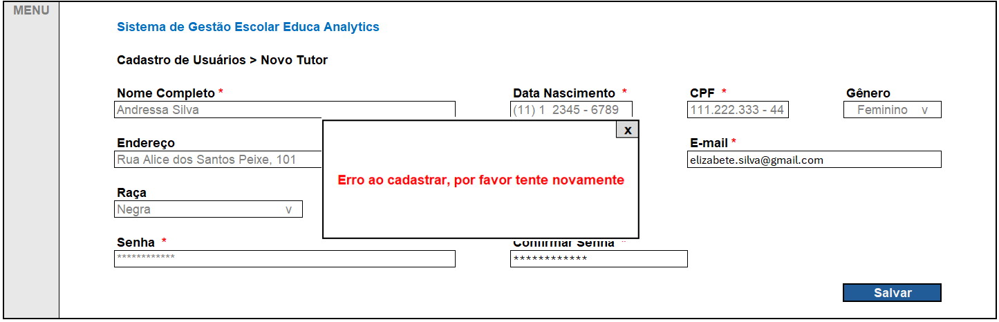 MENU
Sistema de Gestão Escolar Educa Analytics
Cadastro de Usuários > Novo Tutor
Nome Completo * Data Nascimento * CPF * Gênero
Andressa Silva (11) 1 2345 - 6789 111.222.333 - 44 Feminino v
x
Endereço E-mail *
Rua Alice dos Santos Peixe, 101 elizabete.silva@gmail.com
Erro ao cadastrar, por favor tente novamente
Raça
Negra v
Senha * Confirmar Senha *
************ ************
Salvar